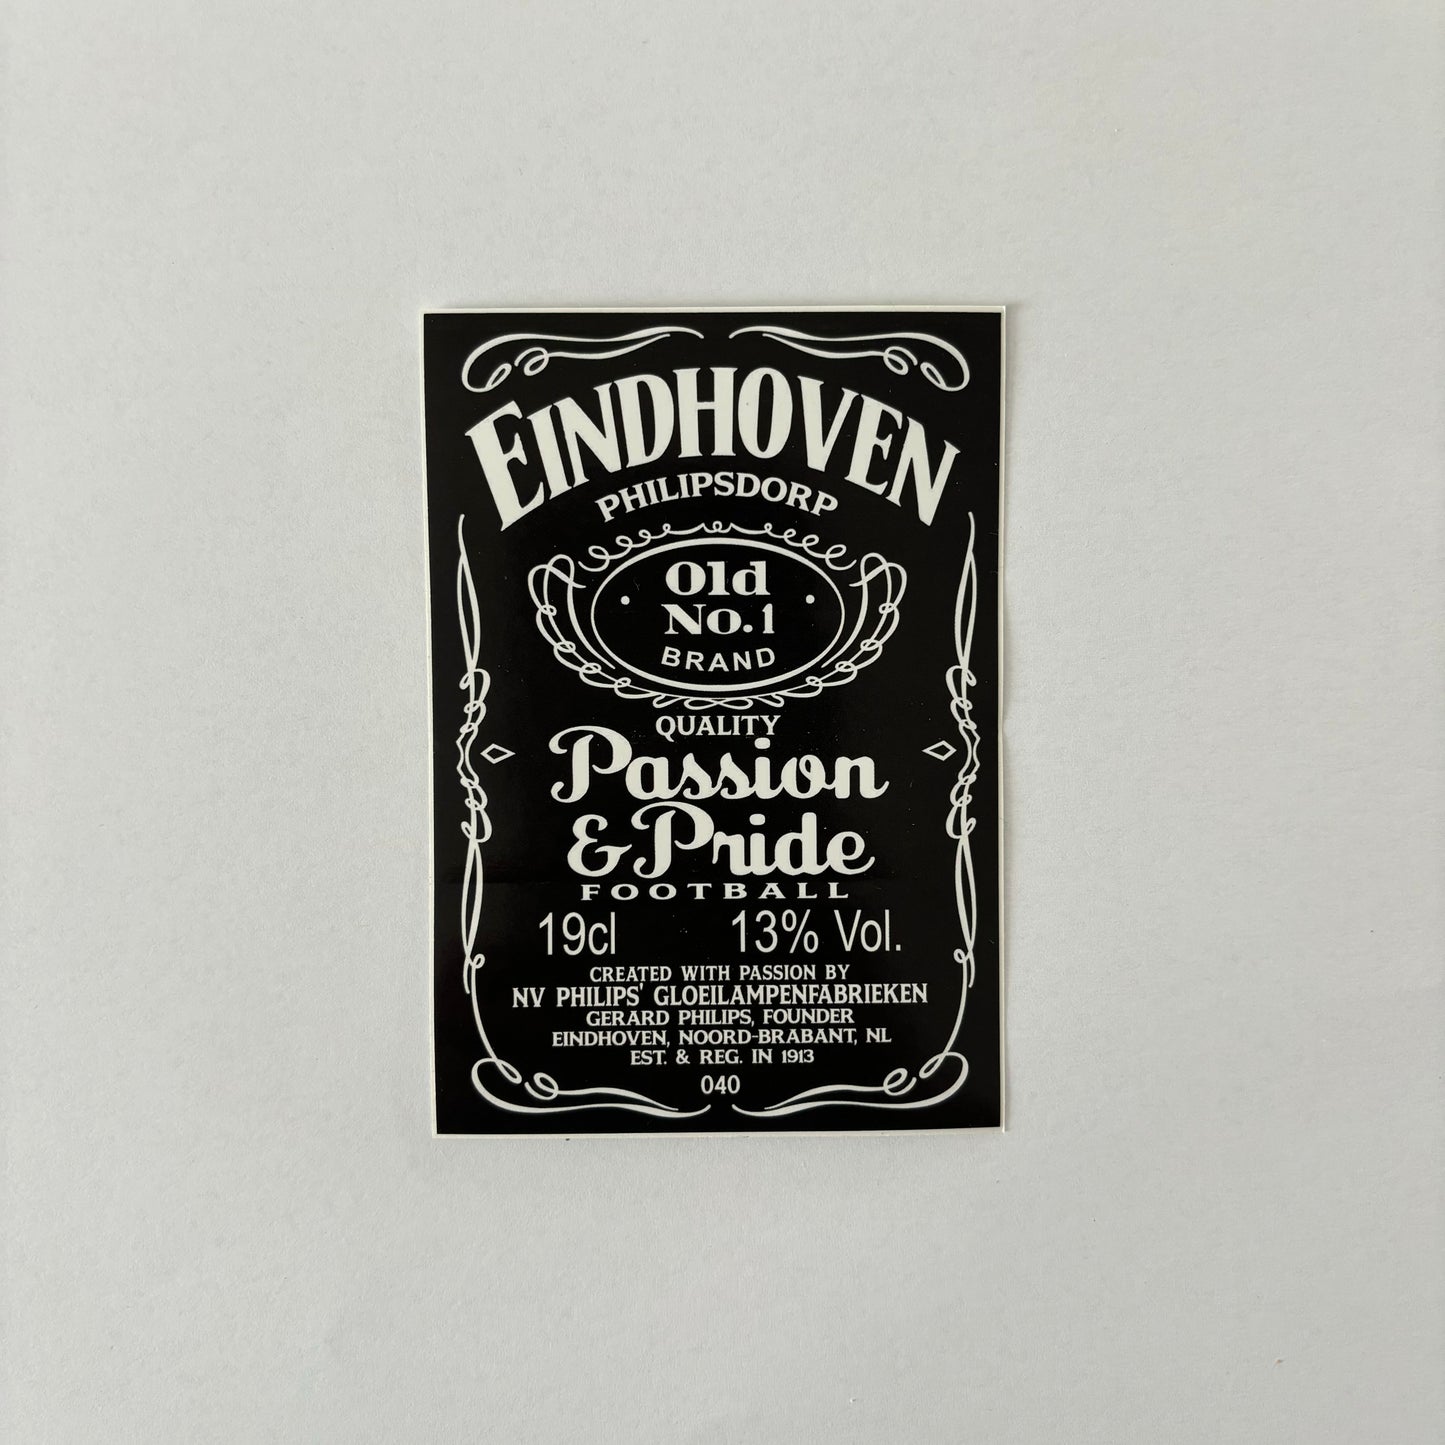 EINDHOVEN
PHILIPSDORP
Old
No.1
BRAND
QUALITY
Passion
& Pride
FOOTBALL
19cl 13% Vol.
CREATED WITH PASSION BY
NV PHILIPS' GLOEILAMPENFABRIEKEN
GERARD PHILIPS, FOUNDER
EINDHOVEN, NOORD-BRABANT, NL
EST. & REG. IN 1913
040